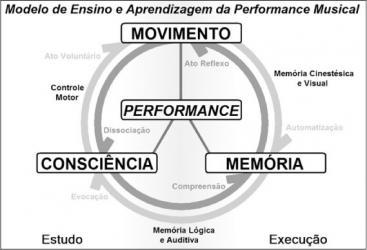 Modelo de Ensino e Aprendizagem da Performance Musical
MOVIMENTO
Ato Voluntário
Ato Reflexo
Controle
Motor
Memória Cinestésica
e Visual
PERFORMANCE
Dissociação
Automatização
CONSCIÊNCIA
MEMÓRIA
Evocação
Compreensão
Memória Lógica
e Auditiva
Estudo
Execução